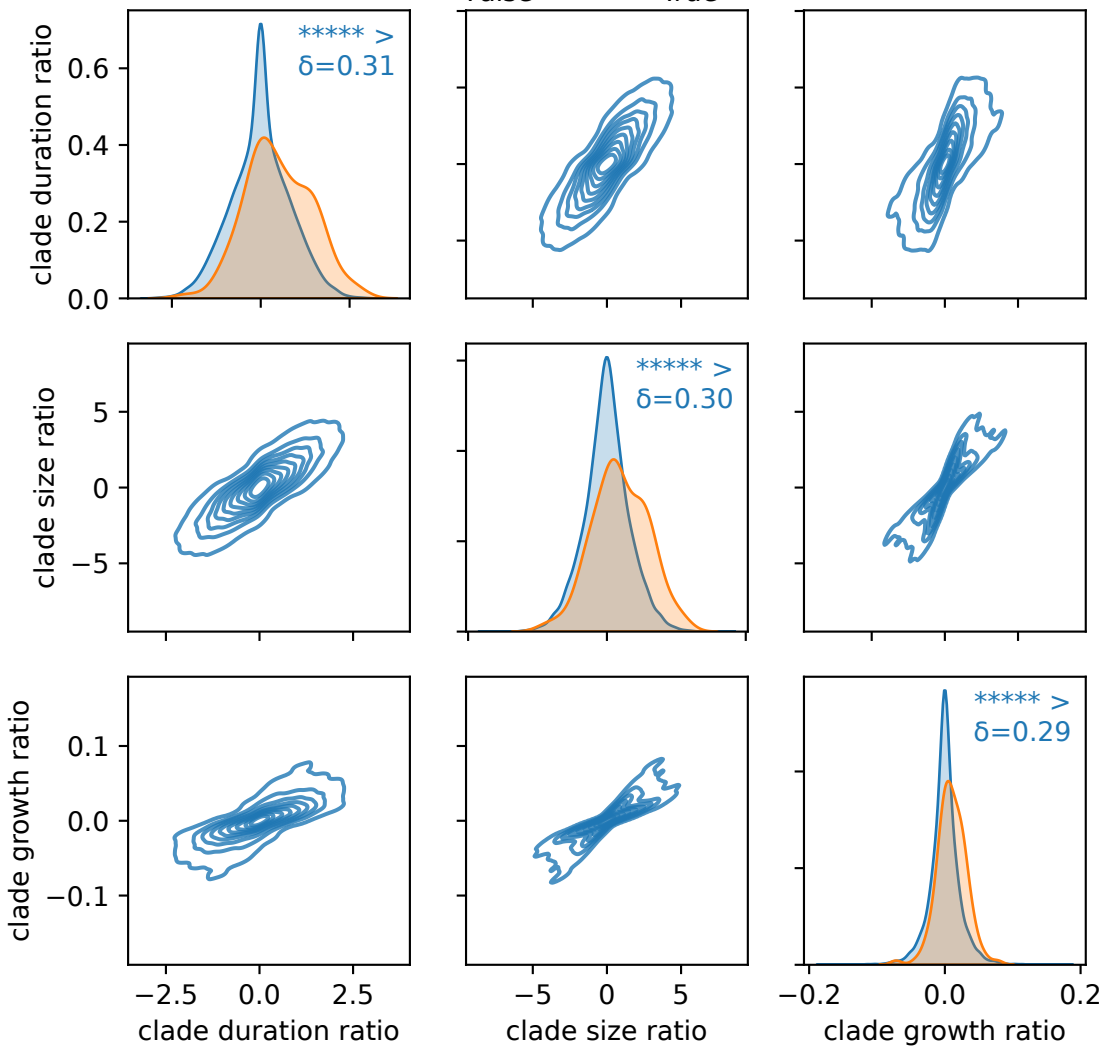 ***** >
δ=0.31
clade duration ratio
0.6
0.4
0.2
0.0
***** >
δ=0.30
clade size ratio
5
0
−5
***** >
δ=0.29
clade growth ratio
0.1
0.0
−0.1
−2.5 0.0 2.5 −5 0 5 −0.2 0.0 0.2
clade duration ratio clade size ratio clade growth ratio